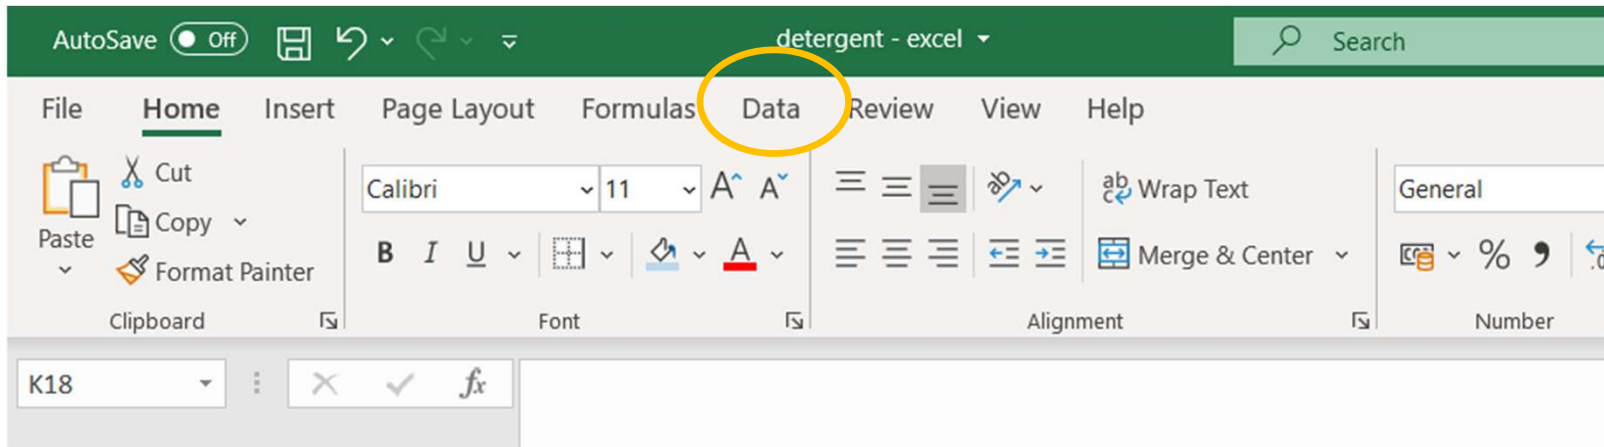 AutoSave Off detergent - excel Search
File Home Insert Page Layout Formulas Data Review View Help
Cut
Calibri 11 A A ab Wrap Text General
Copy
Paste
B I U A Merge & Center % ,
Format Painter
Clipboard Font Alignment Number
K18 fx